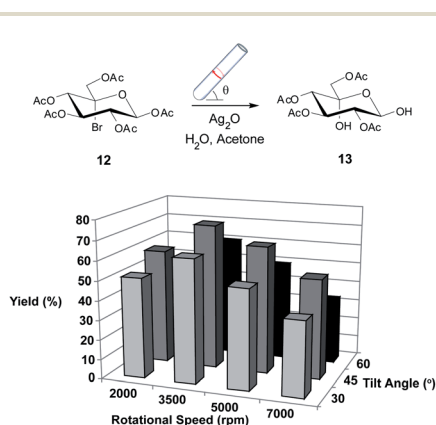 OAc
AcO
O
AcO
OAc
Br
OAc
12
θ
Ag2O
H2O, Acetone
OAc
AcO
O
AcO
OH
OH
OAc
13
80
70
60
50
40
30
20
10
0
Yield (%)
2000
3500
5000
7000
Rotational Speed (rpm)
60
45
30
Tilt Angle (º)